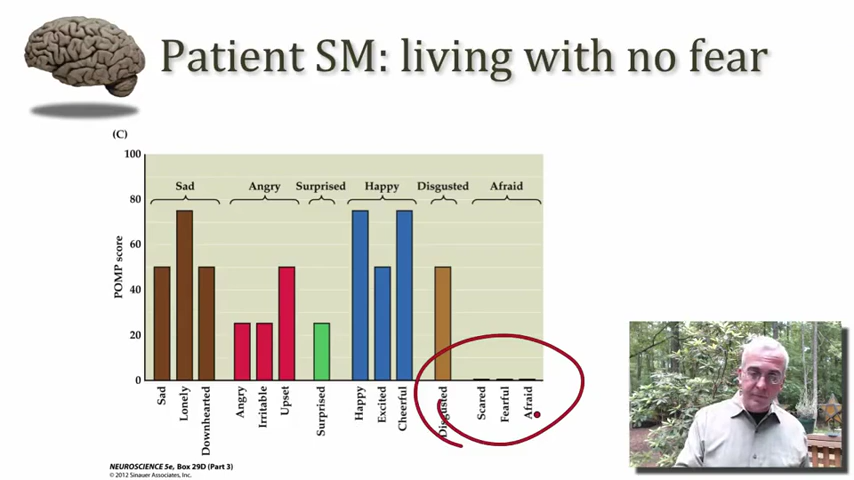 Patient SM: living with no fear
(C)
100
80
60
40
20
0
POMP score
Sad
Angry
Surprised
Happy
Disgusted
Afraid
Sad
Lonely
Downhearted
Angry
Irritable
Upset
Surprised
Happy
Excited
Cheerful
Disgusted
Scared
Fearful
Afraid
NEUROSCIENCE 5e, Box 29D (Part 3)
© 2012 Sinauer Associates, Inc.